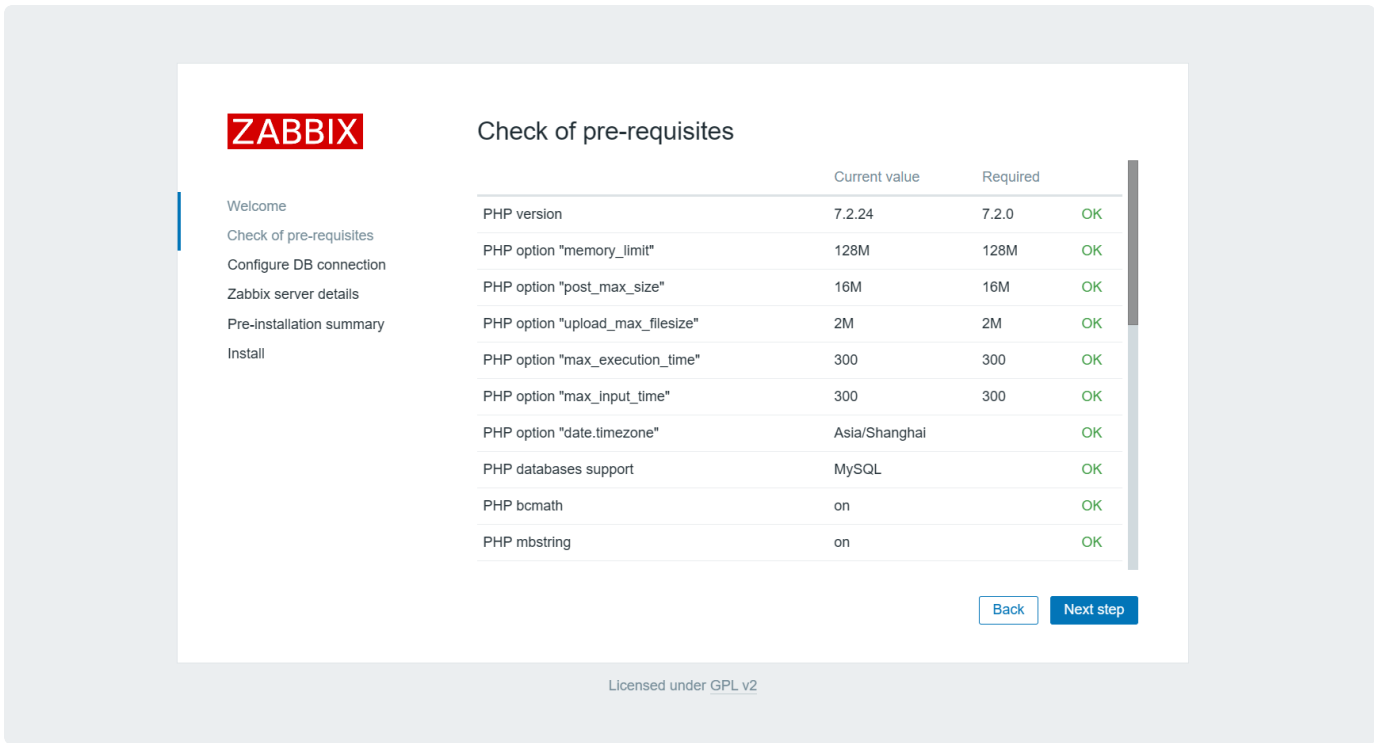 ZABBIX
Welcome
Check of pre-requisites
Configure DB connection
Zabbix server details
Pre-installation summary
Install
Check of pre-requisites
Current value Required
PHP version 7.2.24 7.2.0 OK
PHP option "memory_limit" 128M 128M OK
PHP option "post_max_size" 16M 16M OK
PHP option "upload_max_filesize" 2M 2M OK
PHP option "max_execution_time" 300 300 OK
PHP option "max_input_time" 300 300 OK
PHP option "date.timezone" Asia/Shanghai OK
PHP databases support MySQL OK
PHP bcmath on OK
PHP mbstring on OK
Back Next step
Licensed under GPL v2